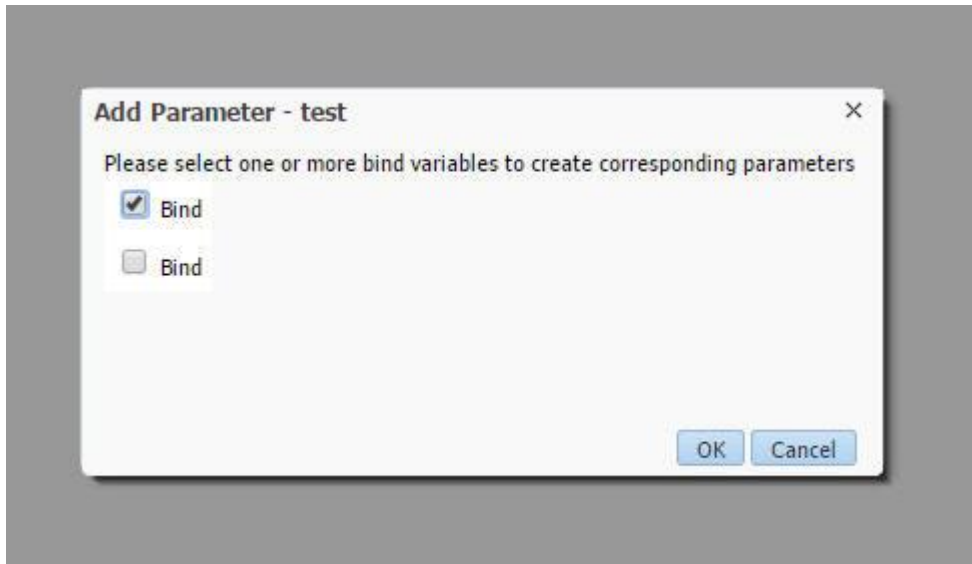 Add Parameter - test
Please select one or more bind variables to create corresponding parameters
Bind
Bind
OK Cancel